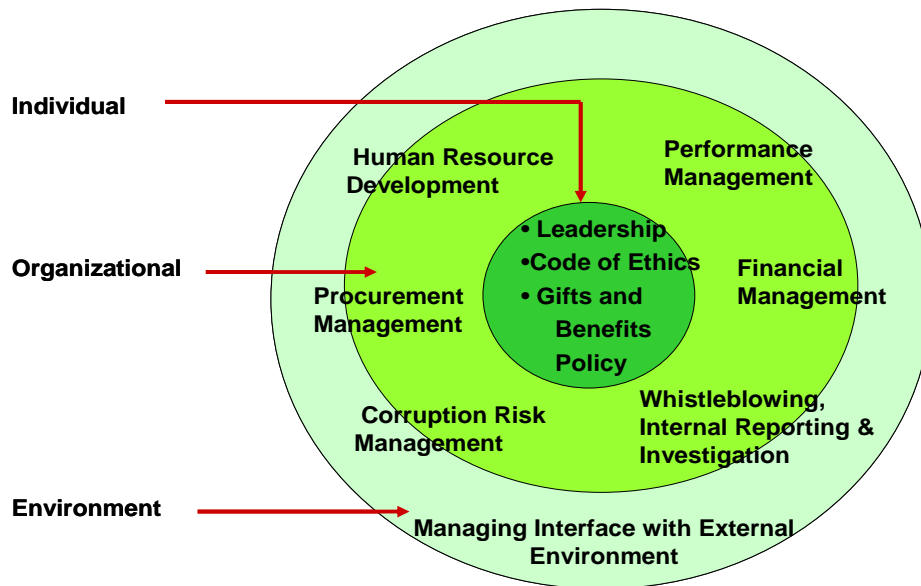 Individual
Human Resource
Development
Performance
Management
• Leadership
•Code of Ethics
• Gifts and
Benefits
Policy
Organizational
Procurement
Management
Financial
Management
Corruption Risk
Management
Whistleblowing,
Internal Reporting &
Investigation
Environment
Managing Interface with External
Environment